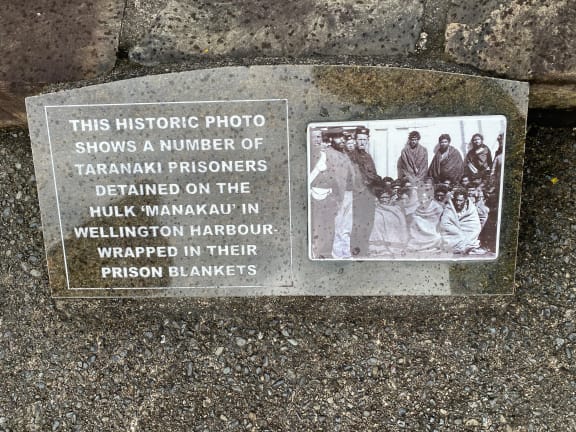 THIS HISTORIC PHOTO
SHOWS A NUMBER OF
TARANAKI PRISONERS
DETAINED ON THE
HULK ‘MANAKAU’ IN
WELLINGTON HARBOUR-
WRAPPED IN THEIR
PRISON BLANKETS